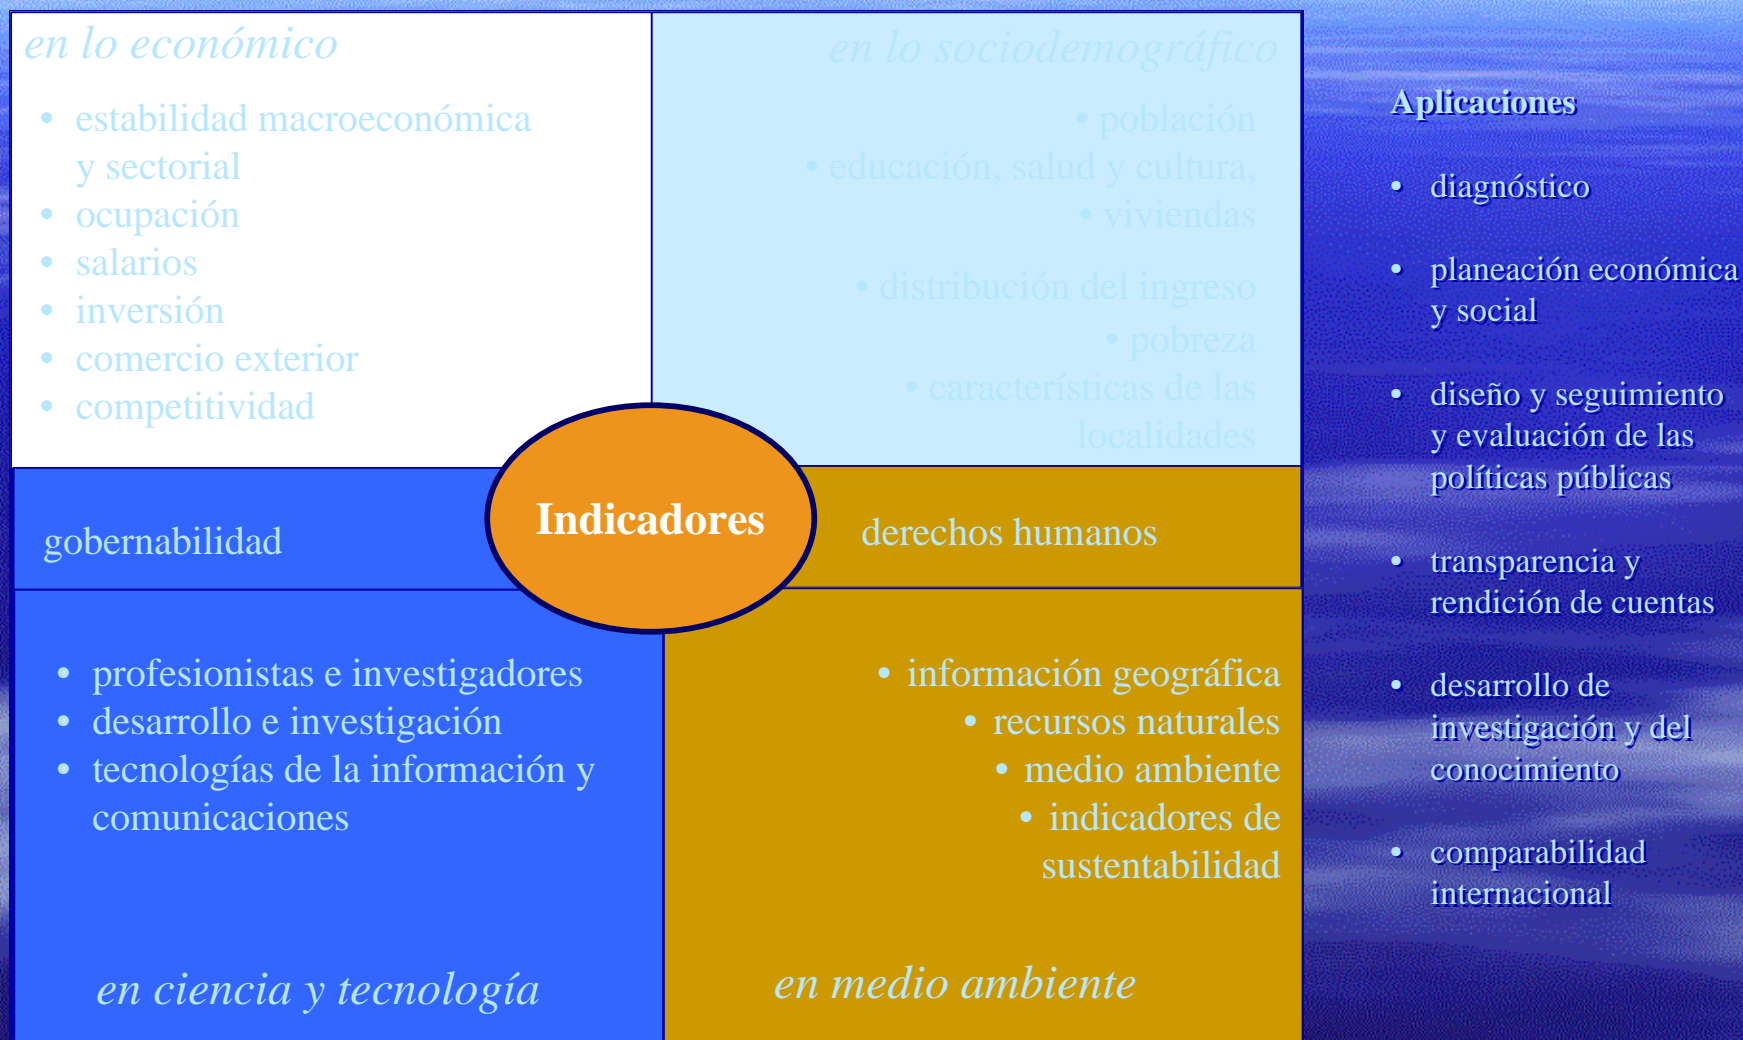 en lo económico
• estabilidad macroeconómica
y sectorial
• ocupación
• salarios
• inversión
• comercio exterior
• competitividad
en lo sociodemográfico
• población
• educación, salud y cultura,
• viviendas
• distribución del ingreso
• pobreza
• características de las
localidades
gobernabilidad
Indicadores
derechos humanos
• profesionistas e investigadores
• desarrollo e investigación
• tecnologías de la información y
comunicaciones
en ciencia y tecnología
• información geográfica
• recursos naturales
• medio ambiente
• indicadores de
sustentabilidad
en medio ambiente
Aplicaciones
• diagnóstico
• planeación económica
y social
• diseño y seguimiento
y evaluación de las
políticas públicas
• transparencia y
rendición de cuentas
• desarrollo de
investigación y del
conocimiento
• comparabilidad
internacional